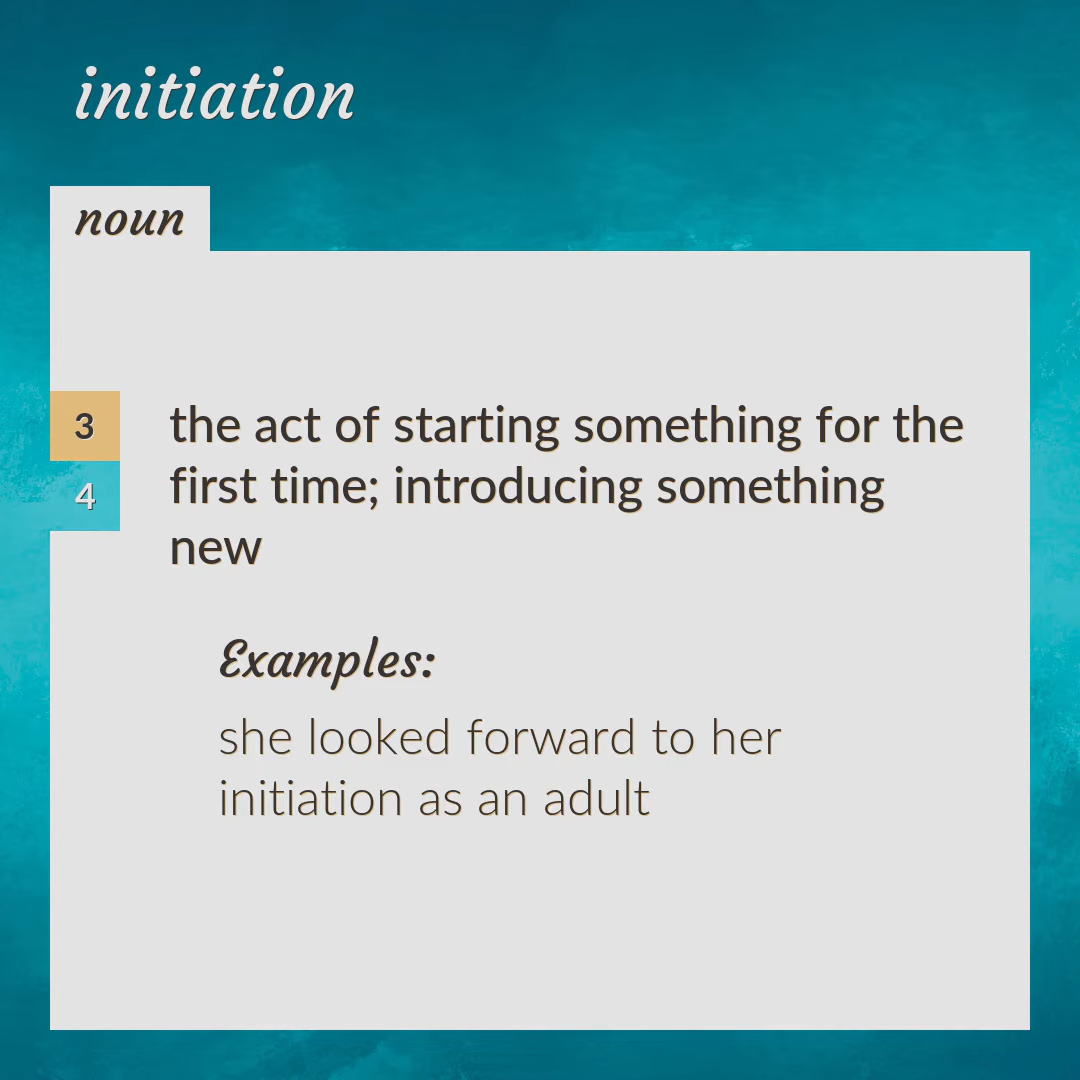 initiation
noun
3
the act of starting something for the
first time; introducing something
new
4
Examples:
she looked forward to her
initiation as an adult